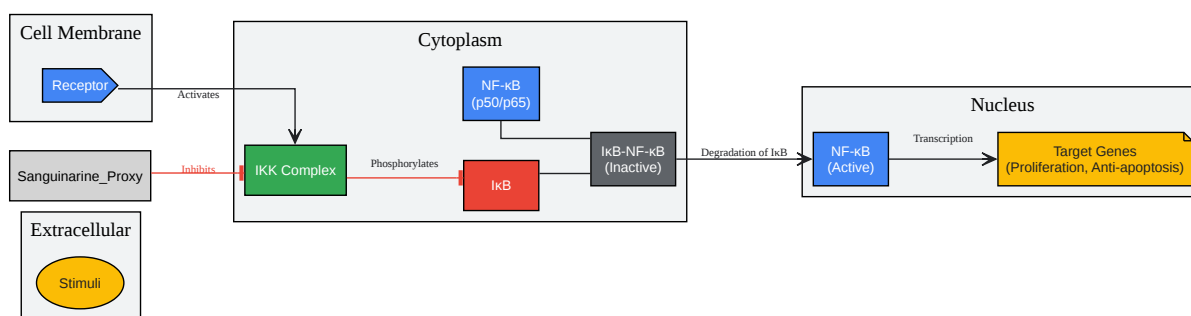 Cell Membrane
Receptor
Activates
Sanguinarine_Proxy
Inhibits
Extracellular
Stimuli
Cytoplasm
NF-κB
(p50/p65)
IKK Complex
Phosphorylates
IκB
IκB-NF-κB
(Inactive)
Degradation of IκB
Nucleus
NF-κB
(Active)
Transcription
Target Genes
(Proliferation, Anti-apoptosis)